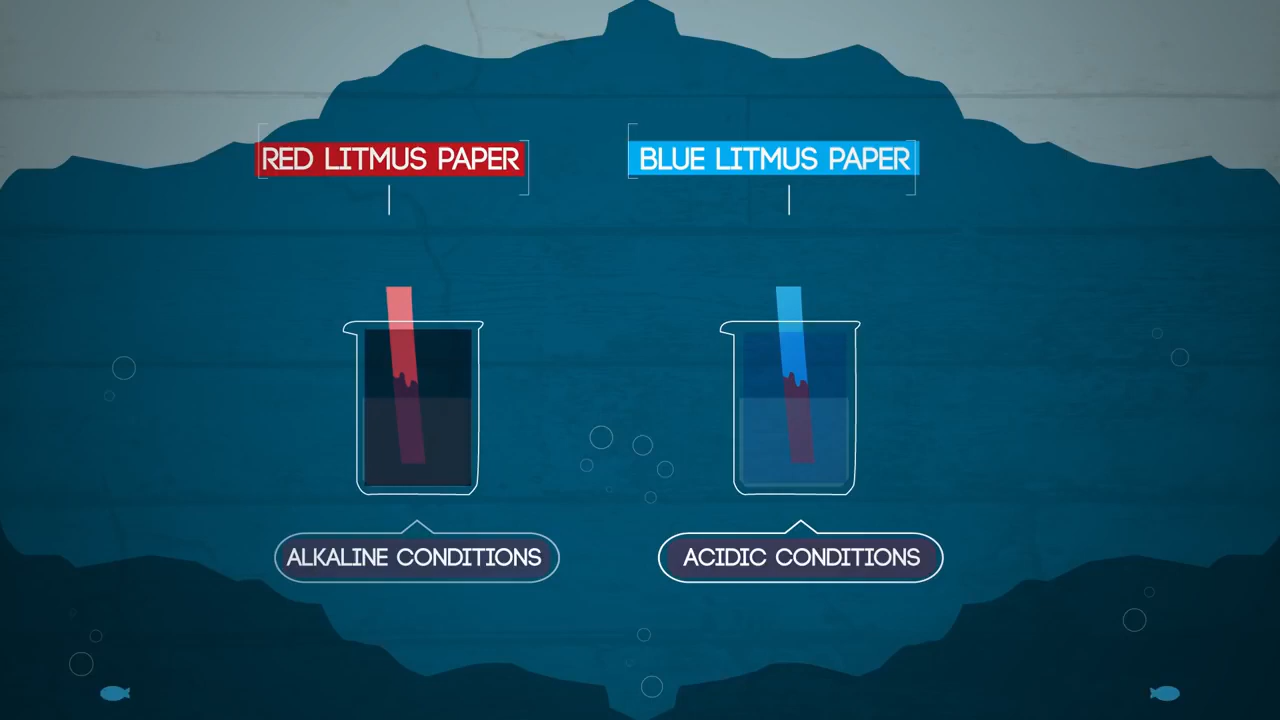 RED LITMUS PAPER
BLUE LITMUS PAPER
ALKALINE CONDITIONS
ACIDIC CONDITIONS